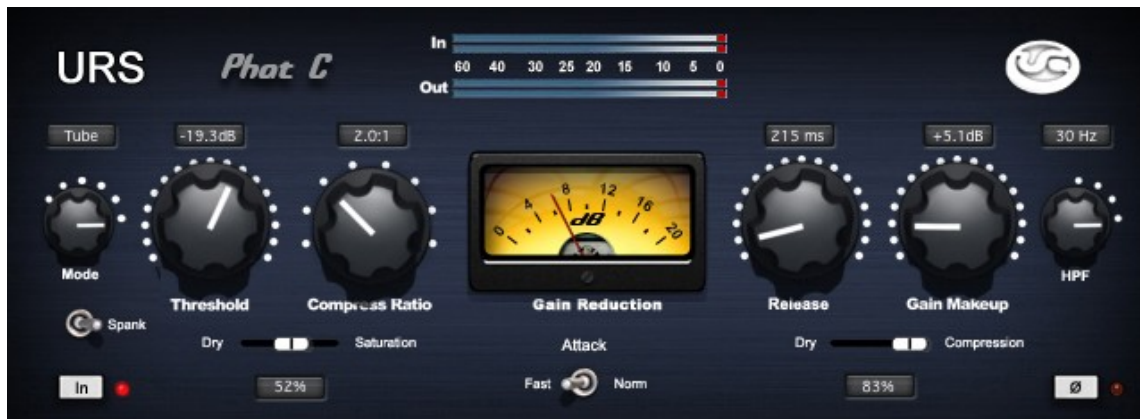 URS
Phat C
In
60 40 30 25 20 15 10 5 0
Out
Tube
-19.3dB
2.0:1
215 ms
+5.1dB
30 Hz
0 4 8 12 16 20
dB
Mode
Threshold
Compress Ratio
Gain Reduction
Release
Gain Makeup
HPF
Spank
Dry
Saturation
Attack
Dry
Compression
In
52%
Fast
Norm
83%
Ø